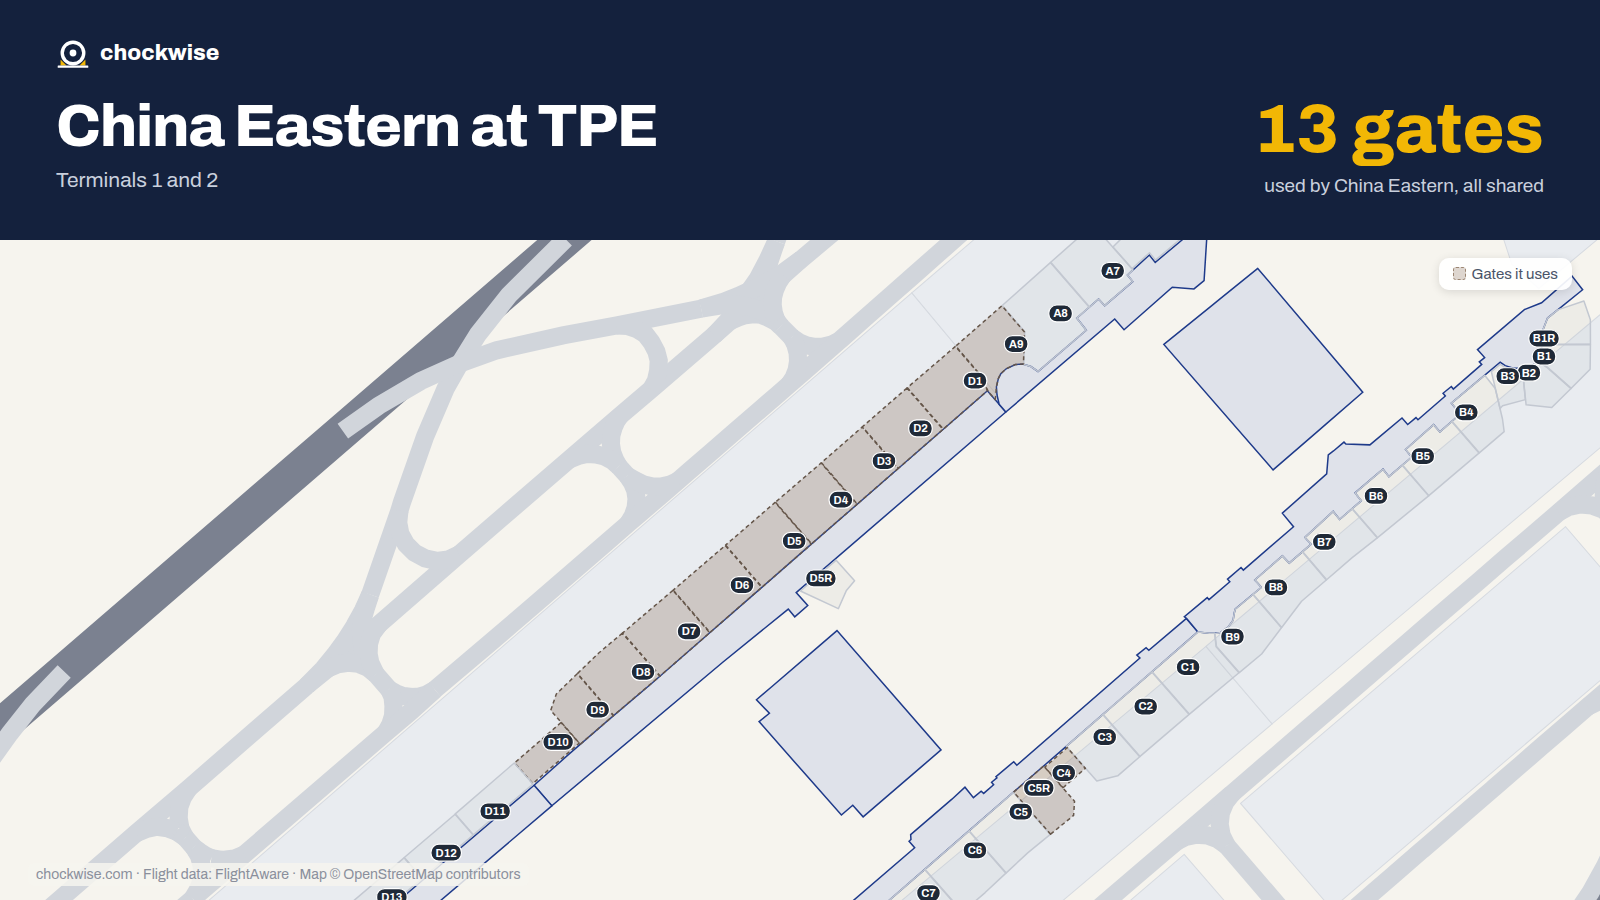 chockwise
China Eastern at TPE
Terminals 1 and 2
13 gates
used by China Eastern, all shared
Gates it uses
A7
A8
A9
B1R
B1
B2
B3
B4
B5
B6
B7
B8
B9
D1
D2
D3
D4
D5
D5R
D6
D7
D8
D9
D10
D11
D12
D13
C1
C2
C3
C4
C5R
C5
C6
C7
chockwise.com · Flight data: FlightAware · Map © OpenStreetMap contributors